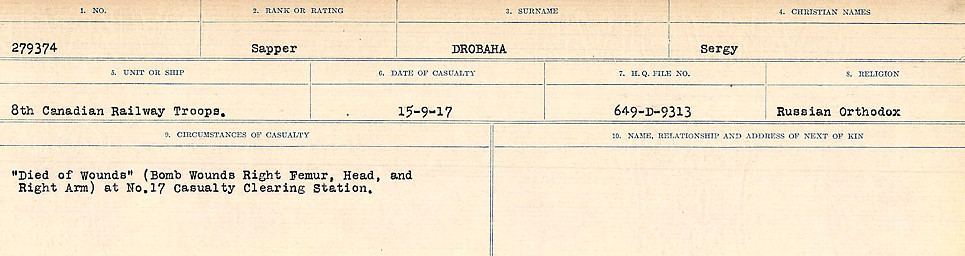 1. NO. 2. RANK OR RATING 3. SURNAME 4. CHRISTIAN NAMES
279374 Sapper DROBAHA Sergy
5. UNIT OR SHIP 6. DATE OF CASUALTY 7. H.Q. FILE NO. 8. RELIGION
8th Canadian Railway Troops. 15-9-17 649-D-9313 Russian Orthodox
9. CIRCUMSTANCES OF CASUALTY 10. NAME, RELATIONSHIP AND ADDRESS OF NEXT OF KIN
"Died of Wounds" (Bomb Wounds Right Femur, Head, and
Right Arm) at No.17 Casualty Clearing Station.